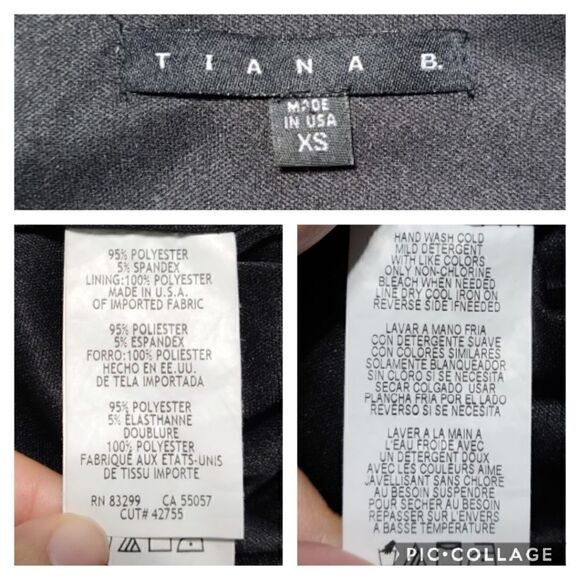 TIANA B.
MADE
IN USA
XS
95% POLYESTER
5% SPANDEX
LINING:100% POLYESTER
MADE IN U.S.A.
OF IMPORTED FABRIC
95% POLIESTER
5% ESPANDEX
FORRO:100% POLIESTER
HECHO EN EE.UU.
DE TELA IMPORTADA
95% POLYESTER
5% ÉLASTHANNE
DOUBLURE
100% POLYESTER
FABRIQUÉ AUX ÉTATS-UNIS
DE TISSU IMPORTE
RN 83299 CA 55057
CUT# 42755
HAND WASH COLD
MILD DETERGENT
WITH LIKE COLORS
ONLY NON-CHLORINE
BLEACH WHEN NEEDED
LINE DRY COOL IRON ON
REVERSE SIDE IFNEEDED
LAVAR A MANO FRIA
CON DETERGENTE SUAVE
CON COLORES SIMILARES
SOLAMENTE BLANQUEADOR
SIN CLORO SI SE NECESITA
SECAR COLGADO USAR
PLANCHA FRIA POR EL LADO
REVERSO SI SE NECESITA
LAVER A LA MAIN A
L'EAU FROIDE AVEC
UN DETERGENT DOUX
AVEC LES COULEURS AIME
JAVELLISANT SANS CHLORE
AU BESOIN SUSPENDRE
POUR SÉCHER AU BESOIN
REPASSER SUR L'ENVERS
A BASSE TEMPÉRATURE
PIC•COLLAGE